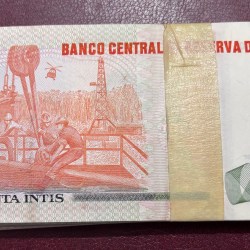 BANCO CENTRAL RESERVA D
TA INTIS